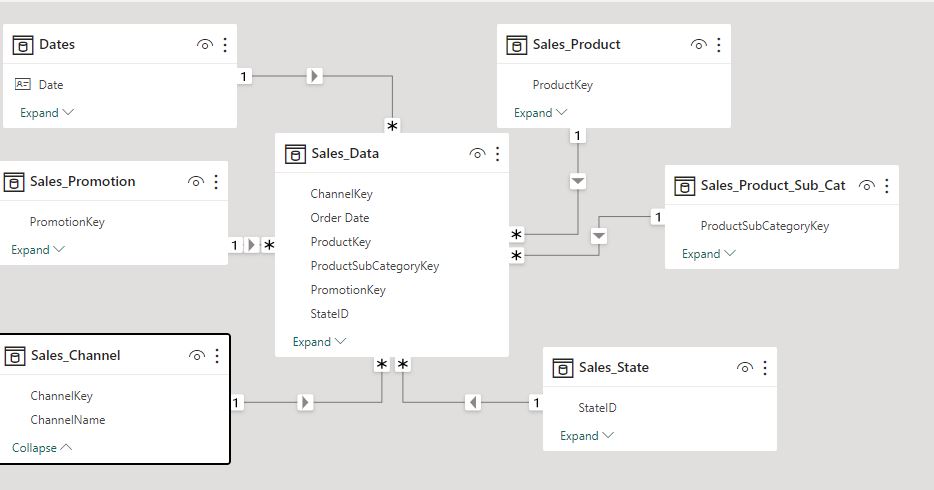 Dates
Date
Expand
1
*
Sales_Product
ProductKey
Expand
1
*
Sales_Promotion
PromotionKey
Expand
1
*
Sales_Data
ChannelKey
Order Date
ProductKey
ProductSubCategoryKey
PromotionKey
StateID
Expand
Sales_Product_Sub_Cat
ProductSubCategoryKey
Expand
1
*
Sales_Channel
ChannelKey
ChannelName
Collapse
1
*
*
Sales_State
StateID
Expand
1